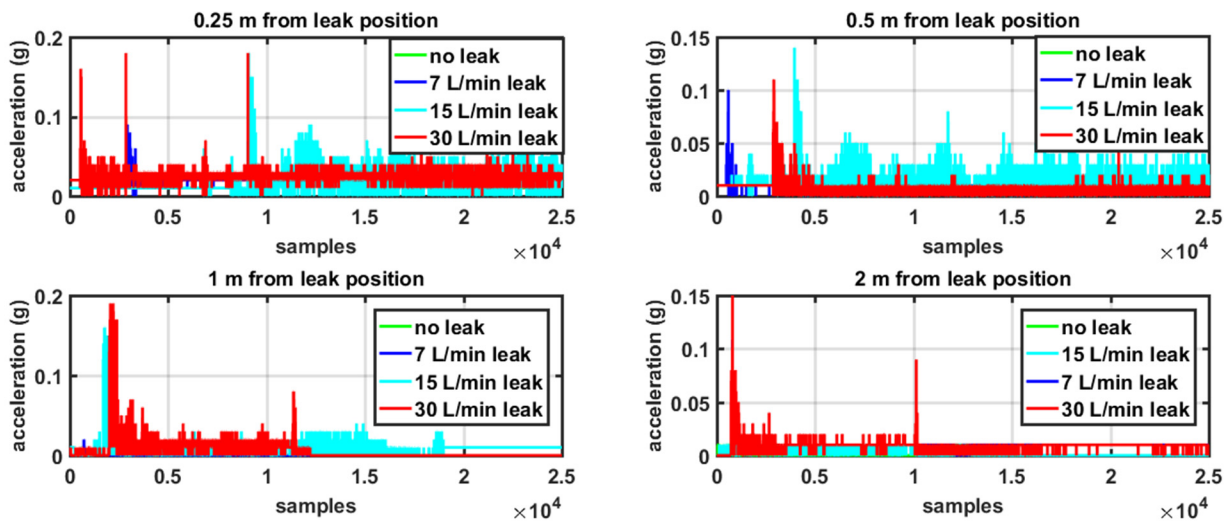 0.25 m from leak position
acceleration (g)
0.2
0.1
0
no leak
7 L/min leak
15 L/min leak
30 L/min leak
0 0.5 1 1.5 2 2.5
samples
×10^4
0.5 m from leak position
acceleration (g)
0.15
0.1
0.05
0
no leak
7 L/min leak
15 L/min leak
30 L/min leak
0 0.5 1 1.5 2 2.5
samples
×10^4
1 m from leak position
acceleration (g)
0.2
0.1
0
no leak
7 L/min leak
15 L/min leak
30 L/min leak
0 0.5 1 1.5 2 2.5
samples
×10^4
2 m from leak position
acceleration (g)
0.15
0.1
0.05
0
no leak
15 L/min leak
7 L/min leak
30 L/min leak
0 0.5 1 1.5 2 2.5
samples
×10^4